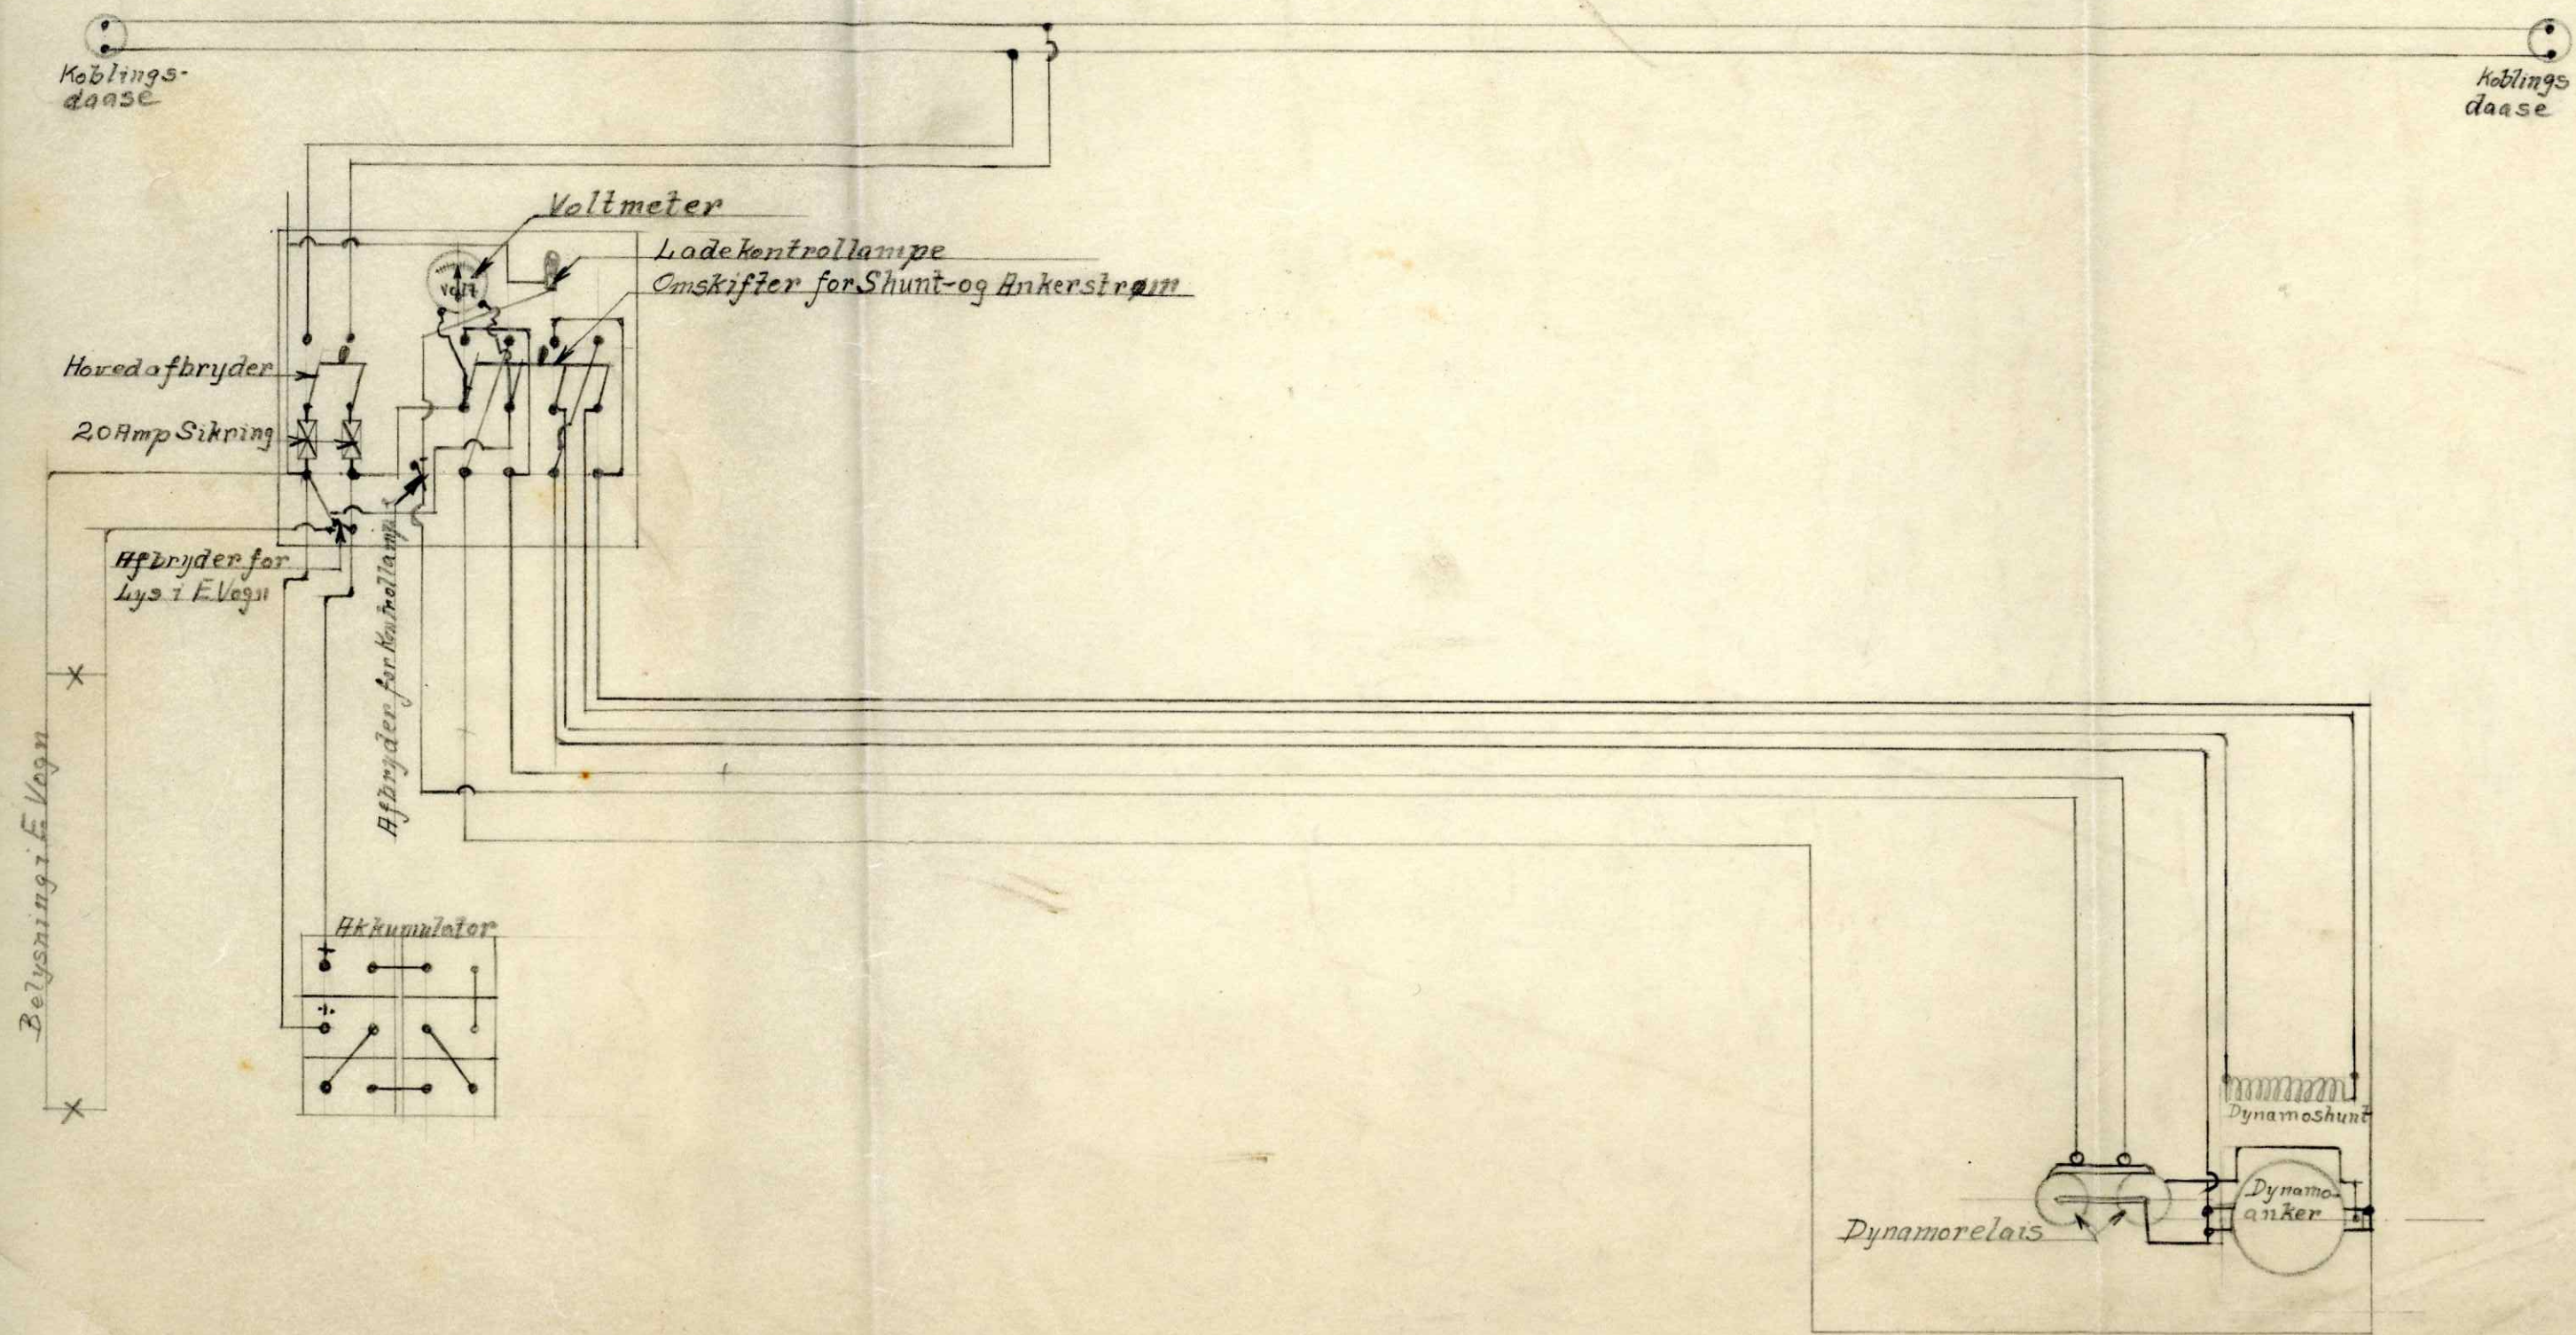 Koblings-
daase
Koblings
daase
Voltmeter
Ladekontrollampe
Omskifter for Shunt-og Ankerstrøm
Volt
Hovedafbryder
20 Amp Sikring
Afbryder for
Lys i E Vogn
Afbryder for Kontrollampe
Belysning i E. Vogn
Akkumulator
+
÷
Dynamoshunt
Dynamo-
anker
Dynamorelais